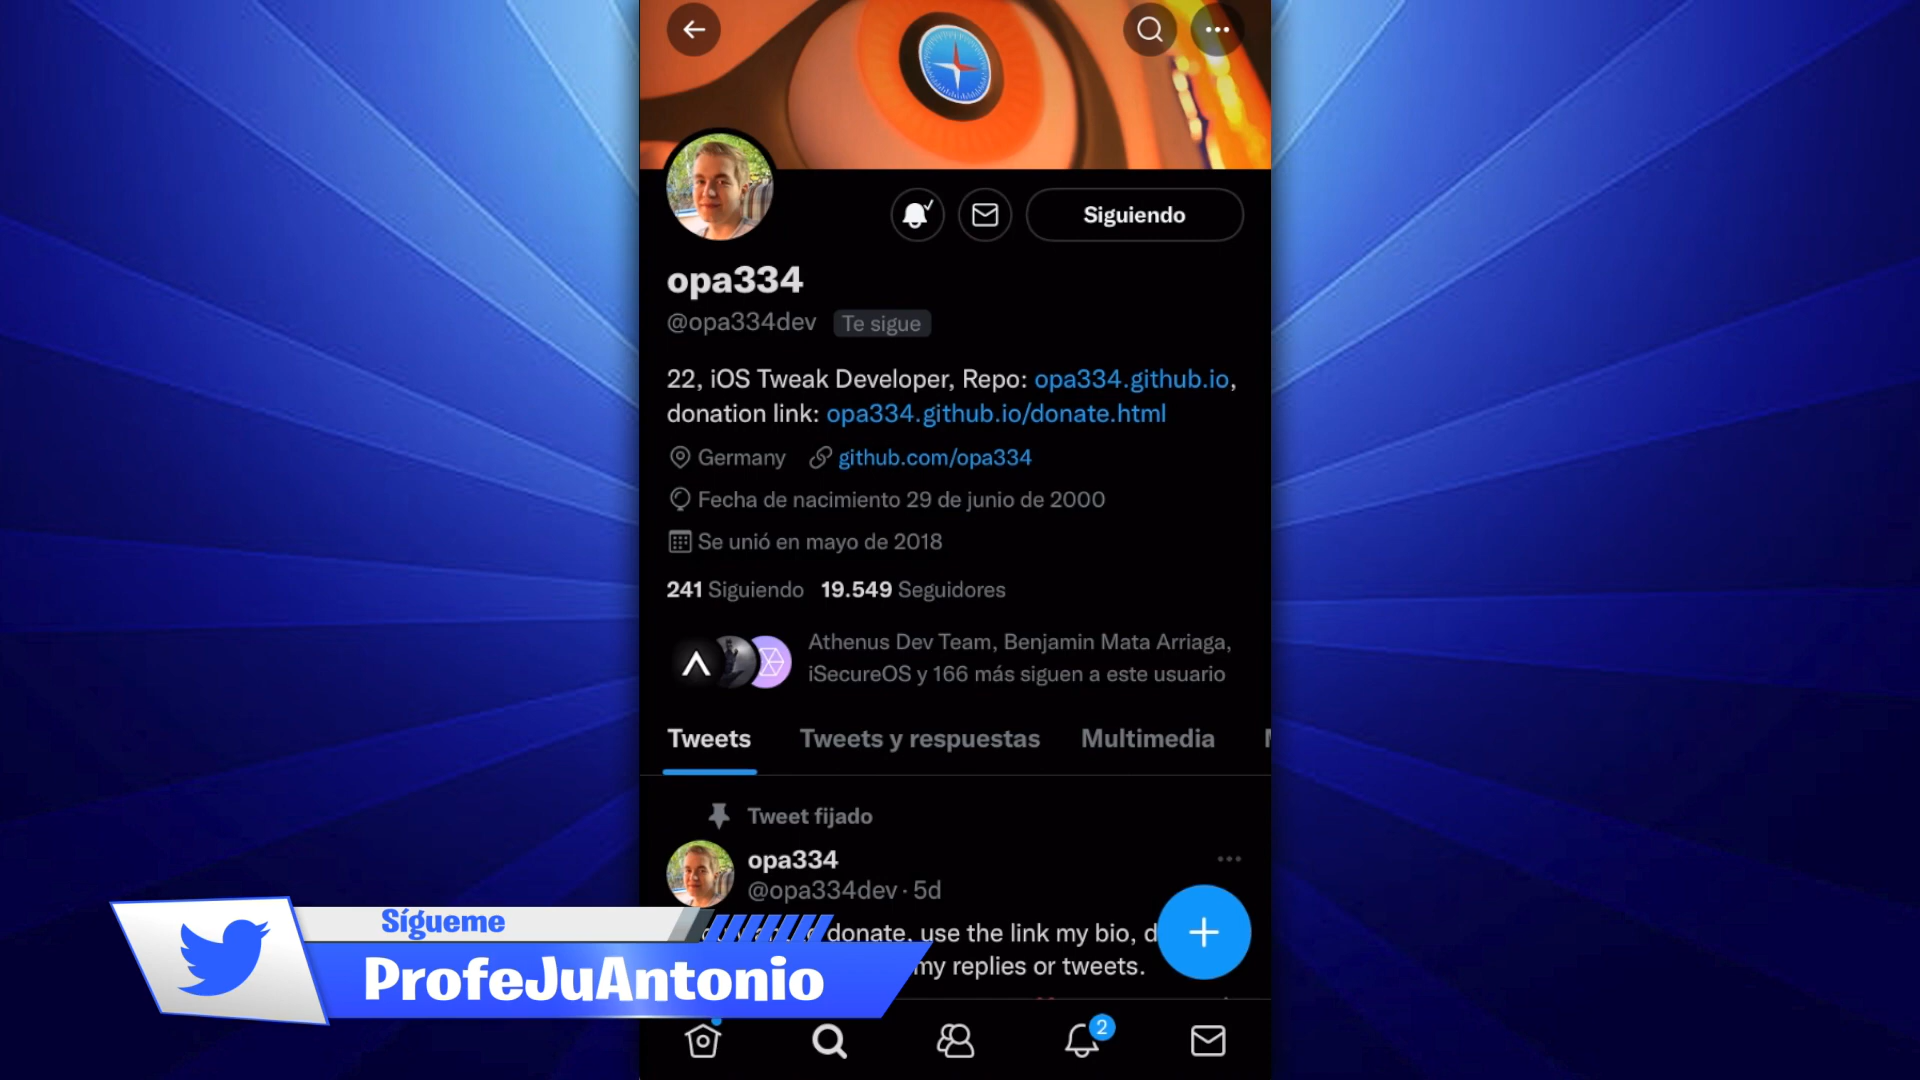 Siguiendo
opa334
@opa334dev Te sigue
22, iOS Tweak Developer, Repo: opa334.github.io,
donation link: opa334.github.io/donate.html
Germany github.com/opa334
Fecha de nacimiento 29 de junio de 2000
Se unió en mayo de 2018
241 Siguiendo 19.549 Seguidores
Athenus Dev Team, Benjamin Mata Arriaga,
iSecureOS y 166 más siguen a este usuario
Tweets Tweets y respuestas Multimedia
Tweet fijado
opa334
@opa334dev · 5d
donate, use the link my bio, d
my replies or tweets.
Sígueme
ProfeJuAntonio
2